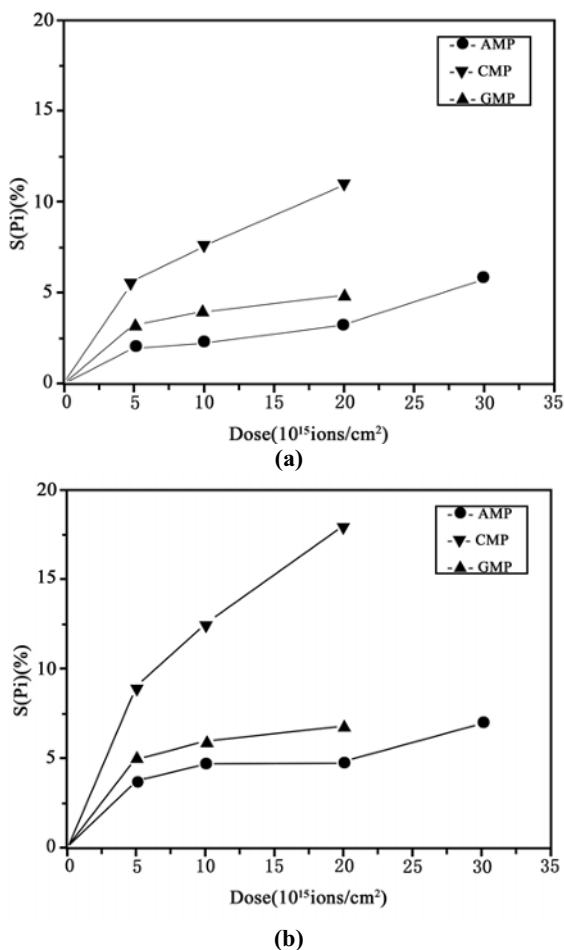 20
15
10
5
0
S(Pi)(%)
-●- AMP
-▼- CMP
-▲- GMP
0 5 10 15 20 25 30 35
Dose(10¹⁵ions/cm²)
(a)
20
15
10
5
0
S(Pi)(%)
-●- AMP
-▼- CMP
-▲- GMP
0 5 10 15 20 25 30 35
Dose(10¹⁵ions/cm²)
(b)